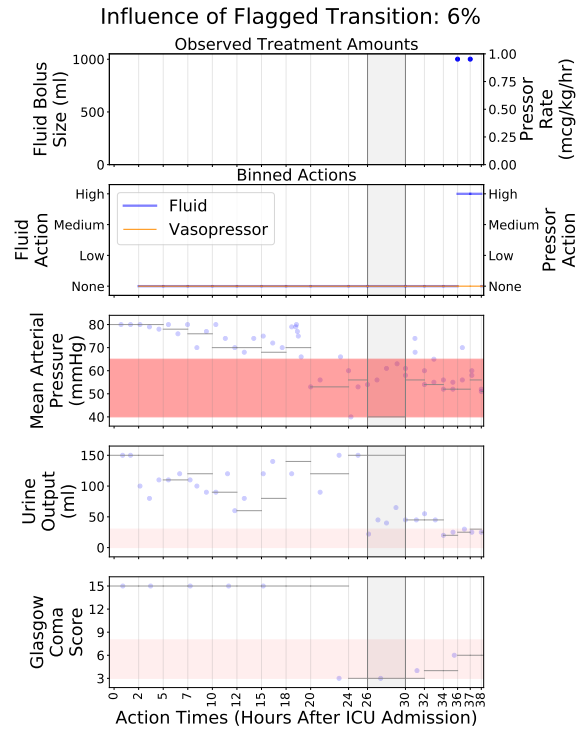 Influence of Flagged Transition: 6%
Observed Treatment Amounts
Fluid Bolus
Size (ml)
1000
500
0
1.00
0.75
0.50
0.25
0.00
Pressor
Rate
(mcg/kg/hr)
Binned Actions
Fluid
Action
High
Medium
Low
None
Fluid
Vasopressor
High
Medium
Low
None
Pressor
Action
Mean Arterial
Pressure
(mmHg)
80
70
60
50
40
Urine
Output
(ml)
150
100
50
0
Glasgow
Coma
Score
15
12
9
6
3
0 2 5 7 10 12 15 18 20 24 26 30 32 34 36 37 38
Action Times (Hours After ICU Admission)